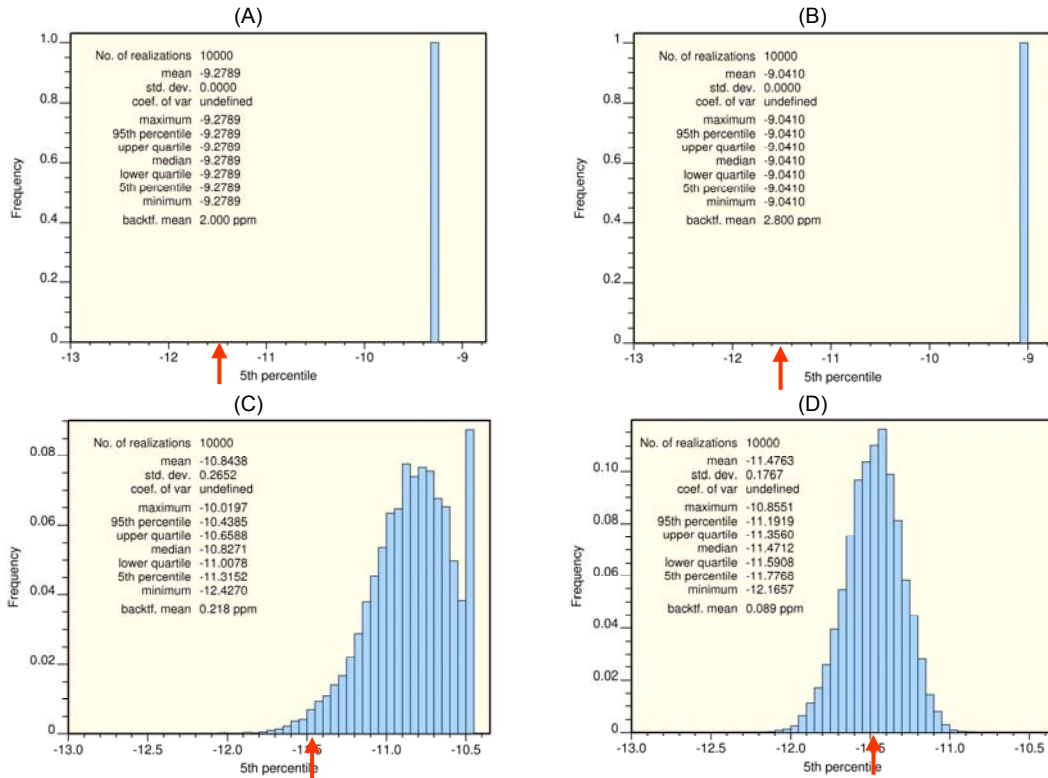 (A)
1.0
0.8
0.6
0.4
0.2
0
Frequency
No. of realizations 10000
mean -9.2789
std. dev. 0.0000
coef. of var undefined
maximum -9.2789
95th percentile -9.2789
upper quartile -9.2789
median -9.2789
lower quartile -9.2789
5th percentile -9.2789
minimum -9.2789
backtf. mean 2.000 ppm
-13 -12 -11 -10 -9
5th percentile
(B)
1
0.8
0.6
0.4
0.2
0
Frequency
No. of realizations 10000
mean -9.0410
std. dev. 0.0000
coef. of var undefined
maximum -9.0410
95th percentile -9.0410
upper quartile -9.0410
median -9.0410
lower quartile -9.0410
5th percentile -9.0410
minimum -9.0410
backtf. mean 2.800 ppm
-13 -12 -11 -10 -9
5th percentile
(C)
0.08
0.06
0.04
0.02
0
Frequency
No. of realizations 10000
mean -10.8438
std. dev. 0.2652
coef. of var undefined
maximum -10.0197
95th percentile -10.4385
upper quartile -10.6588
median -10.8271
lower quartile -11.0078
5th percentile -11.3152
minimum -12.4270
backtf. mean 0.218 ppm
-13.0 -12.5 -12.0 -11.0 -10.5
5th percentile
(D)
0.10
0.08
0.06
0.04
0.02
0
Frequency
No. of realizations 10000
mean -11.4763
std. dev. 0.1767
coef. of var undefined
maximum -10.8551
95th percentile -11.1919
upper quartile -11.3560
median -11.4712
lower quartile -11.5908
5th percentile -11.7768
minimum -12.1657
backtf. mean 0.089 ppm
-13.0 -12.5 -12.0 -11.0 -10.5
5th percentile